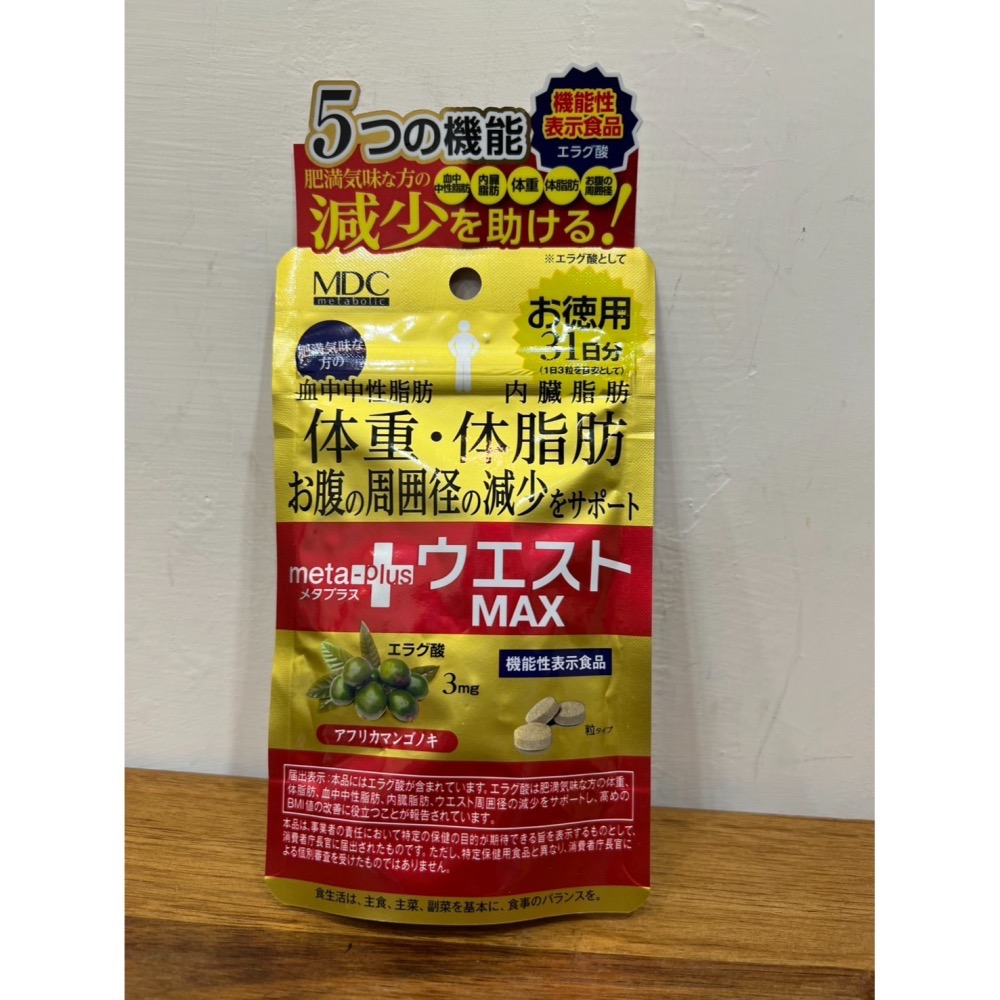 5つの機能
機能性
表示食品
エラグ酸
肥満気味な方の
血中
中性脂肪
内臓
脂肪
体重
体脂肪
お腹の
周囲径
減少を助ける!
※エラグ酸として
MDC
metabolic
お徳用
31日分
(1日3粒を目安として)
肥満気味な
方の
血中中性脂肪 内臓脂肪
体重・体脂肪
お腹の周囲径の減少をサポート
meta-plus
メタプラス
ウエスト
MAX
エラグ酸
3mg
機能性表示食品
アフリカマンゴノキ
粒タイプ
届出表示:本品にはエラグ酸が含まれています。エラグ酸は肥満気味な方の体重、
体脂肪、血中中性脂肪、内臓脂肪、ウエスト周囲径の減少をサポートし、高めの
BMI値の改善に役立つことが報告されています。
本品は、事業者の責任において特定の保健の目的が期待できる旨を表示するものとして、
消費者庁長官に届出されたものです。ただし、特定保健用食品と異なり、消費者庁長官に
よる個別審査を受けたものではありません。
食生活は、主食、主菜、副菜を基本に、食事のバランスを。